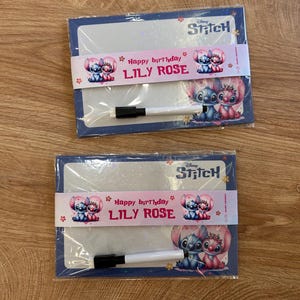 Disney
Stitch
Happy birthday
LILY ROSE
Disney
Stitch
Happy birthday
LILY ROSE